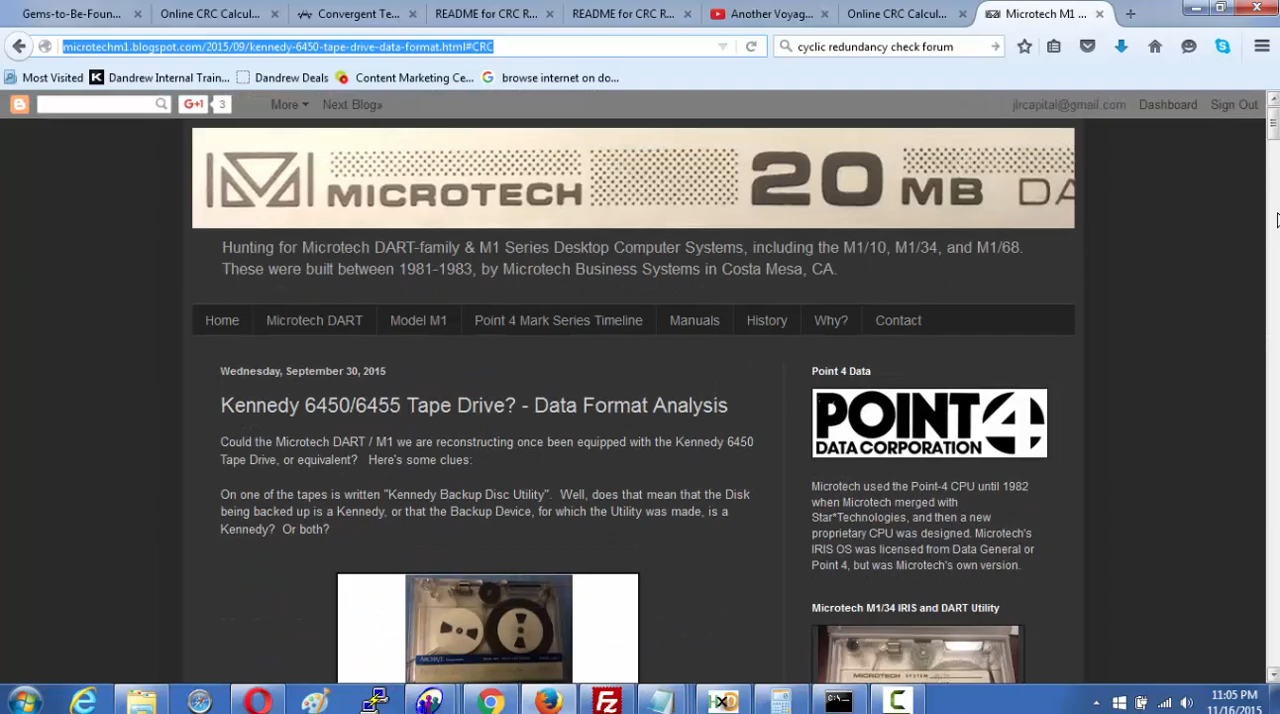 Gems-to-Be-Foun...
Online CRC Calcul...
Convergent Te...
README for CRC R...
README for CRC R...
Another Voyag...
Online CRC Calcul...
Microtech M1 ...
microtechm1.blogspot.com/2015/09/kennedy-6450-tape-drive-data-format.html#CRC
cyclic redundancy check forum
Most Visited
Dandrew Internal Train...
Dandrew Deals
Content Marketing Ce...
browse internet on do...
G+1 3
More
Next Blog»
jlrcapital@gmail.com
Dashboard
Sign Out
MICROTECH 20 MB DA
Hunting for Microtech DART-family & M1 Series Desktop Computer Systems, including the M1/10, M1/34, and M1/68.
These were built between 1981-1983, by Microtech Business Systems in Costa Mesa, CA.
Home
Microtech DART
Model M1
Point 4 Mark Series Timeline
Manuals
History
Why?
Contact
Wednesday, September 30, 2015
Kennedy 6450/6455 Tape Drive? - Data Format Analysis
Could the Microtech DART / M1 we are reconstructing once been equipped with the Kennedy 6450
Tape Drive, or equivalent? Here's some clues:
On one of the tapes is written "Kennedy Backup Disc Utility". Well, does that mean that the Disk
being backed up is a Kennedy, or that the Backup Device, for which the Utility was made, is a
Kennedy? Or both?
Point 4 Data
POINT 4
DATA CORPORATION
Microtech used the Point-4 CPU until 1982
when Microtech merged with
Star*Technologies, and then a new
proprietary CPU was designed. Microtech's
IRIS OS was licensed from Data General or
Point 4, but was Microtech's own version.
Microtech M1/34 IRIS and DART Utility
11:05 PM
11/16/2015